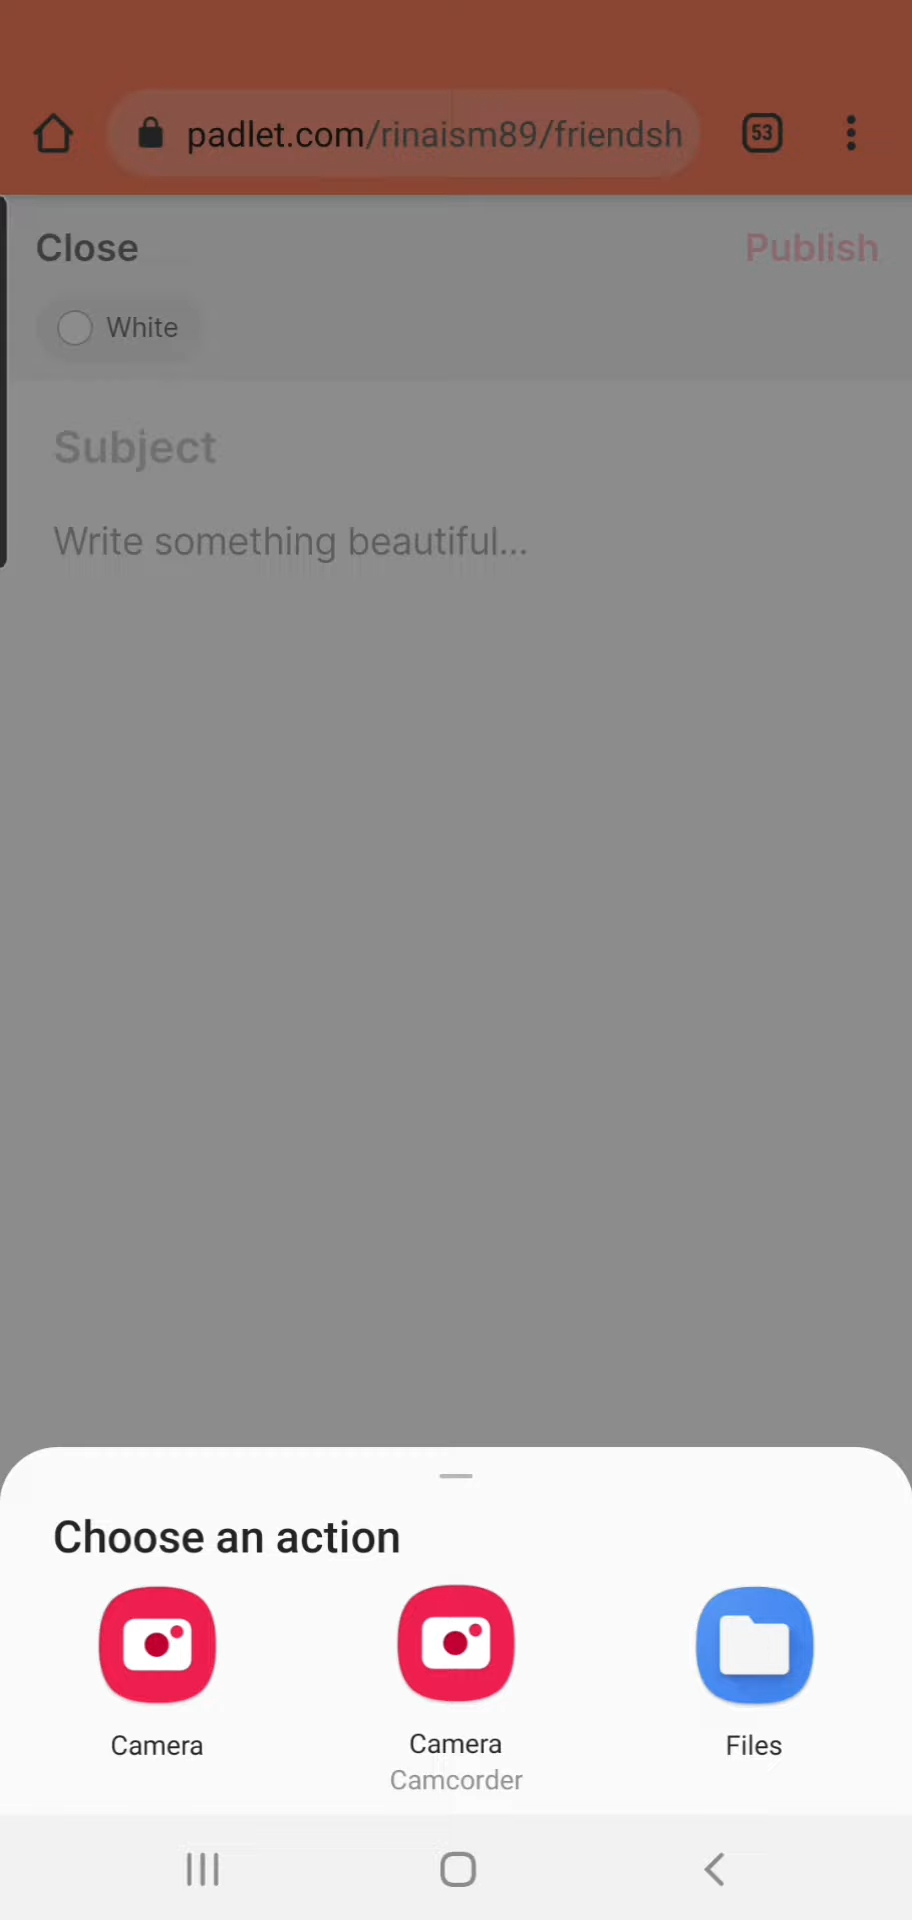 padlet.com/rinaism89/friendsh
53
Close
Publish
White
Subject
Write something beautiful...
Choose an action
Camera
Camera
Files
Camcorder